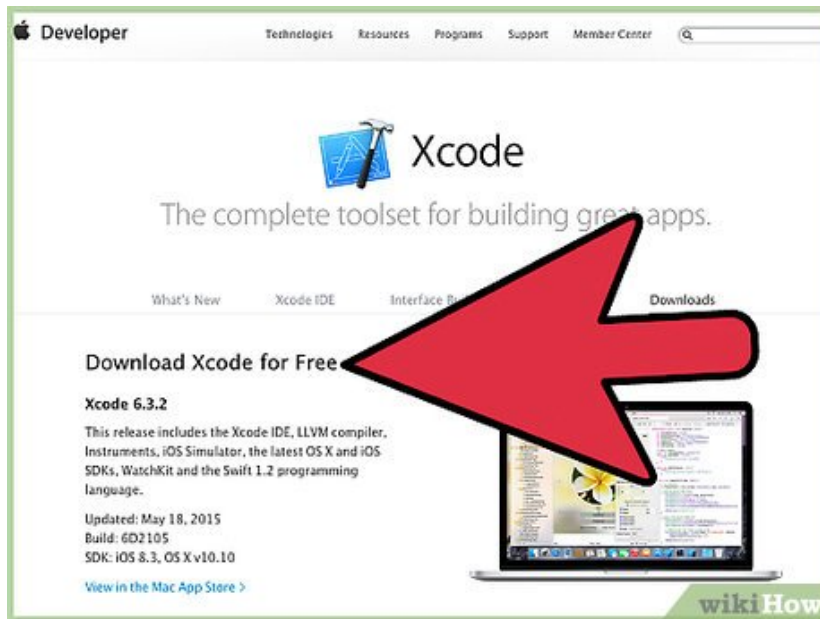 Developer
Technologies Resources Programs Support Member Center
Xcode
The complete toolset for building great apps.
What's New Xcode IDE Interface Downloads
Download Xcode for Free
Xcode 6.3.2
This release includes the Xcode IDE, LLVM compiler,
Instruments, iOS Simulator, the latest OS X and iOS
SDKs, WatchKit and the Swift 1.2 programming
language.
Updated: May 18, 2015
Build: 6D2105
SDK: iOS 8.3, OS X v10.10
View in the Mac App Store >
wikiHow